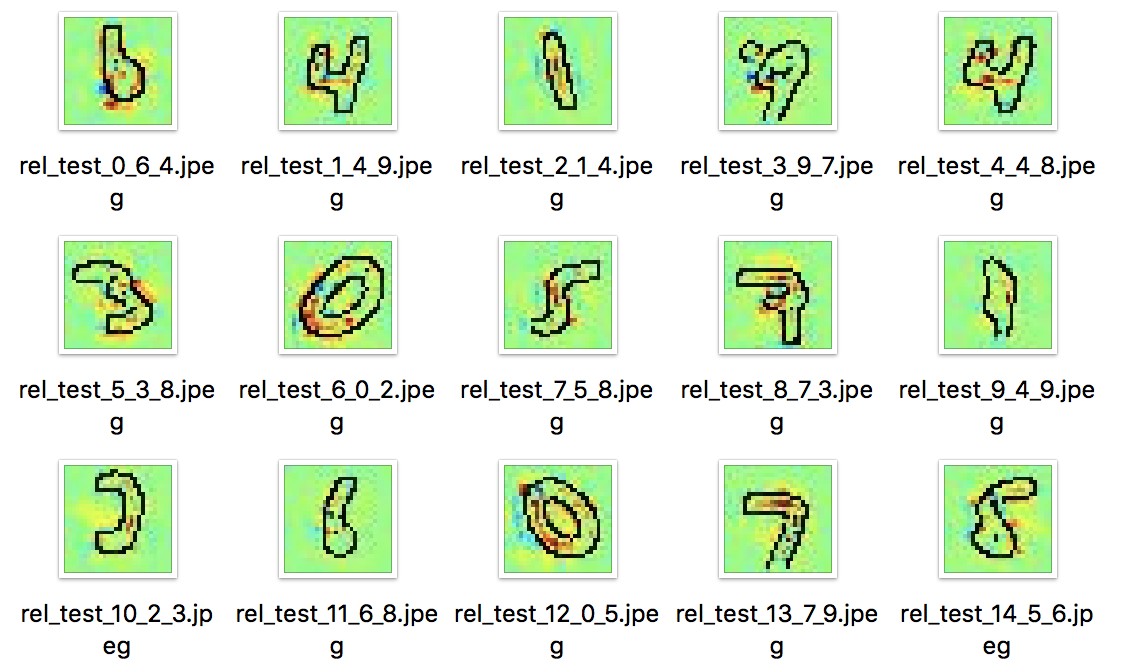 rel_test_0_6_4.jpe
g
rel_test_1_4_9.jpe
g
rel_test_2_1_4.jpe
g
rel_test_3_9_7.jpe
g
rel_test_4_4_8.jpe
g
rel_test_5_3_8.jpe
g
rel_test_6_0_2.jpe
g
rel_test_7_5_8.jpe
g
rel_test_8_7_3.jpe
g
rel_test_9_4_9.jpe
g
rel_test_10_2_3.jp
eg
rel_test_11_6_8.jpe
g
rel_test_12_0_5.jpe
g
rel_test_13_7_9.jpe
g
rel_test_14_5_6.jp
eg